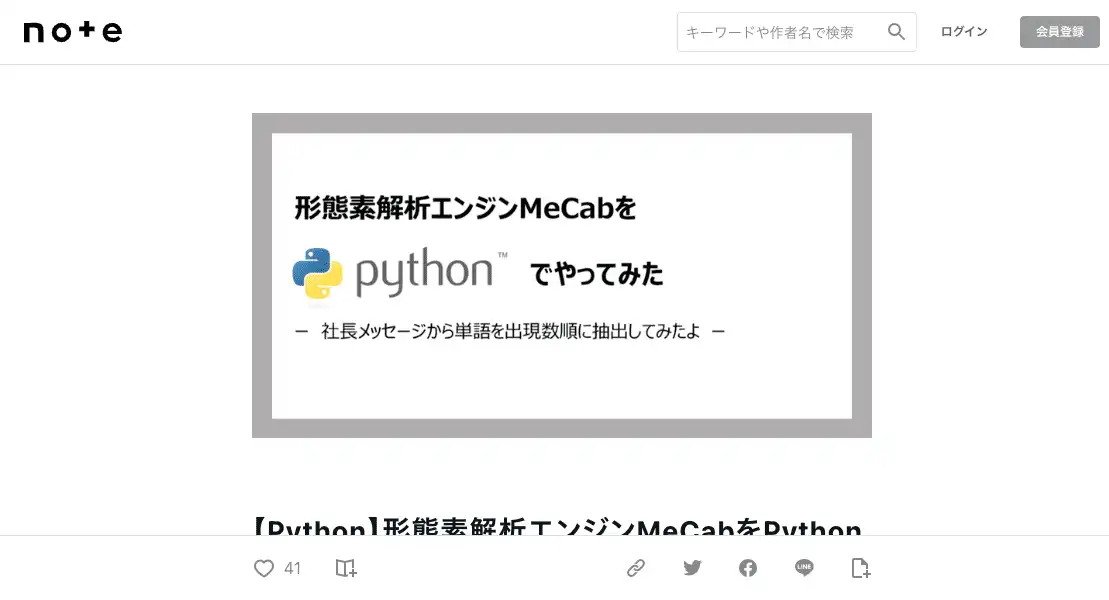 note
キーワードや作者名で検索
ログイン
会員登録
形態素解析エンジンMeCabを
python™ でやってみた
－ 社長メッセージから単語を出現数順に抽出してみたよ －
【Python】形態素解析エンジンMeCabをPython
41
LINE